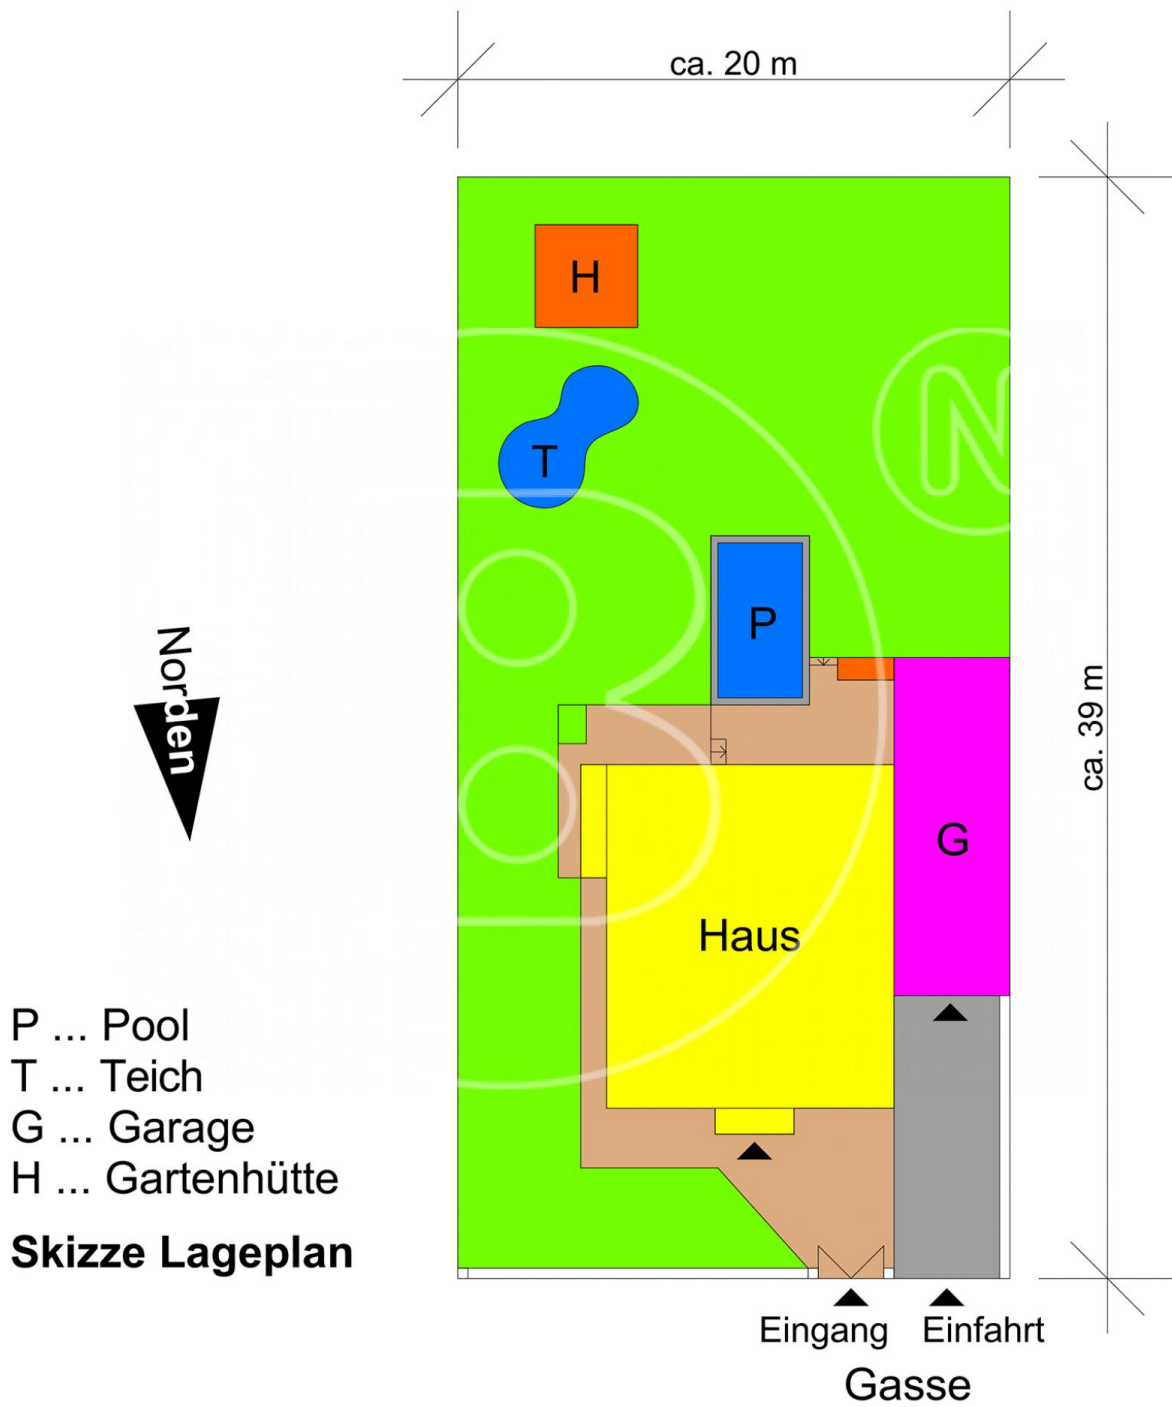 ca. 20 m
H
N
T
P
Norden
ca. 39 m
G
Haus
P ... Pool
T ... Teich
G ... Garage
H ... Gartenhütte
Skizze Lageplan
Eingang Einfahrt
Gasse